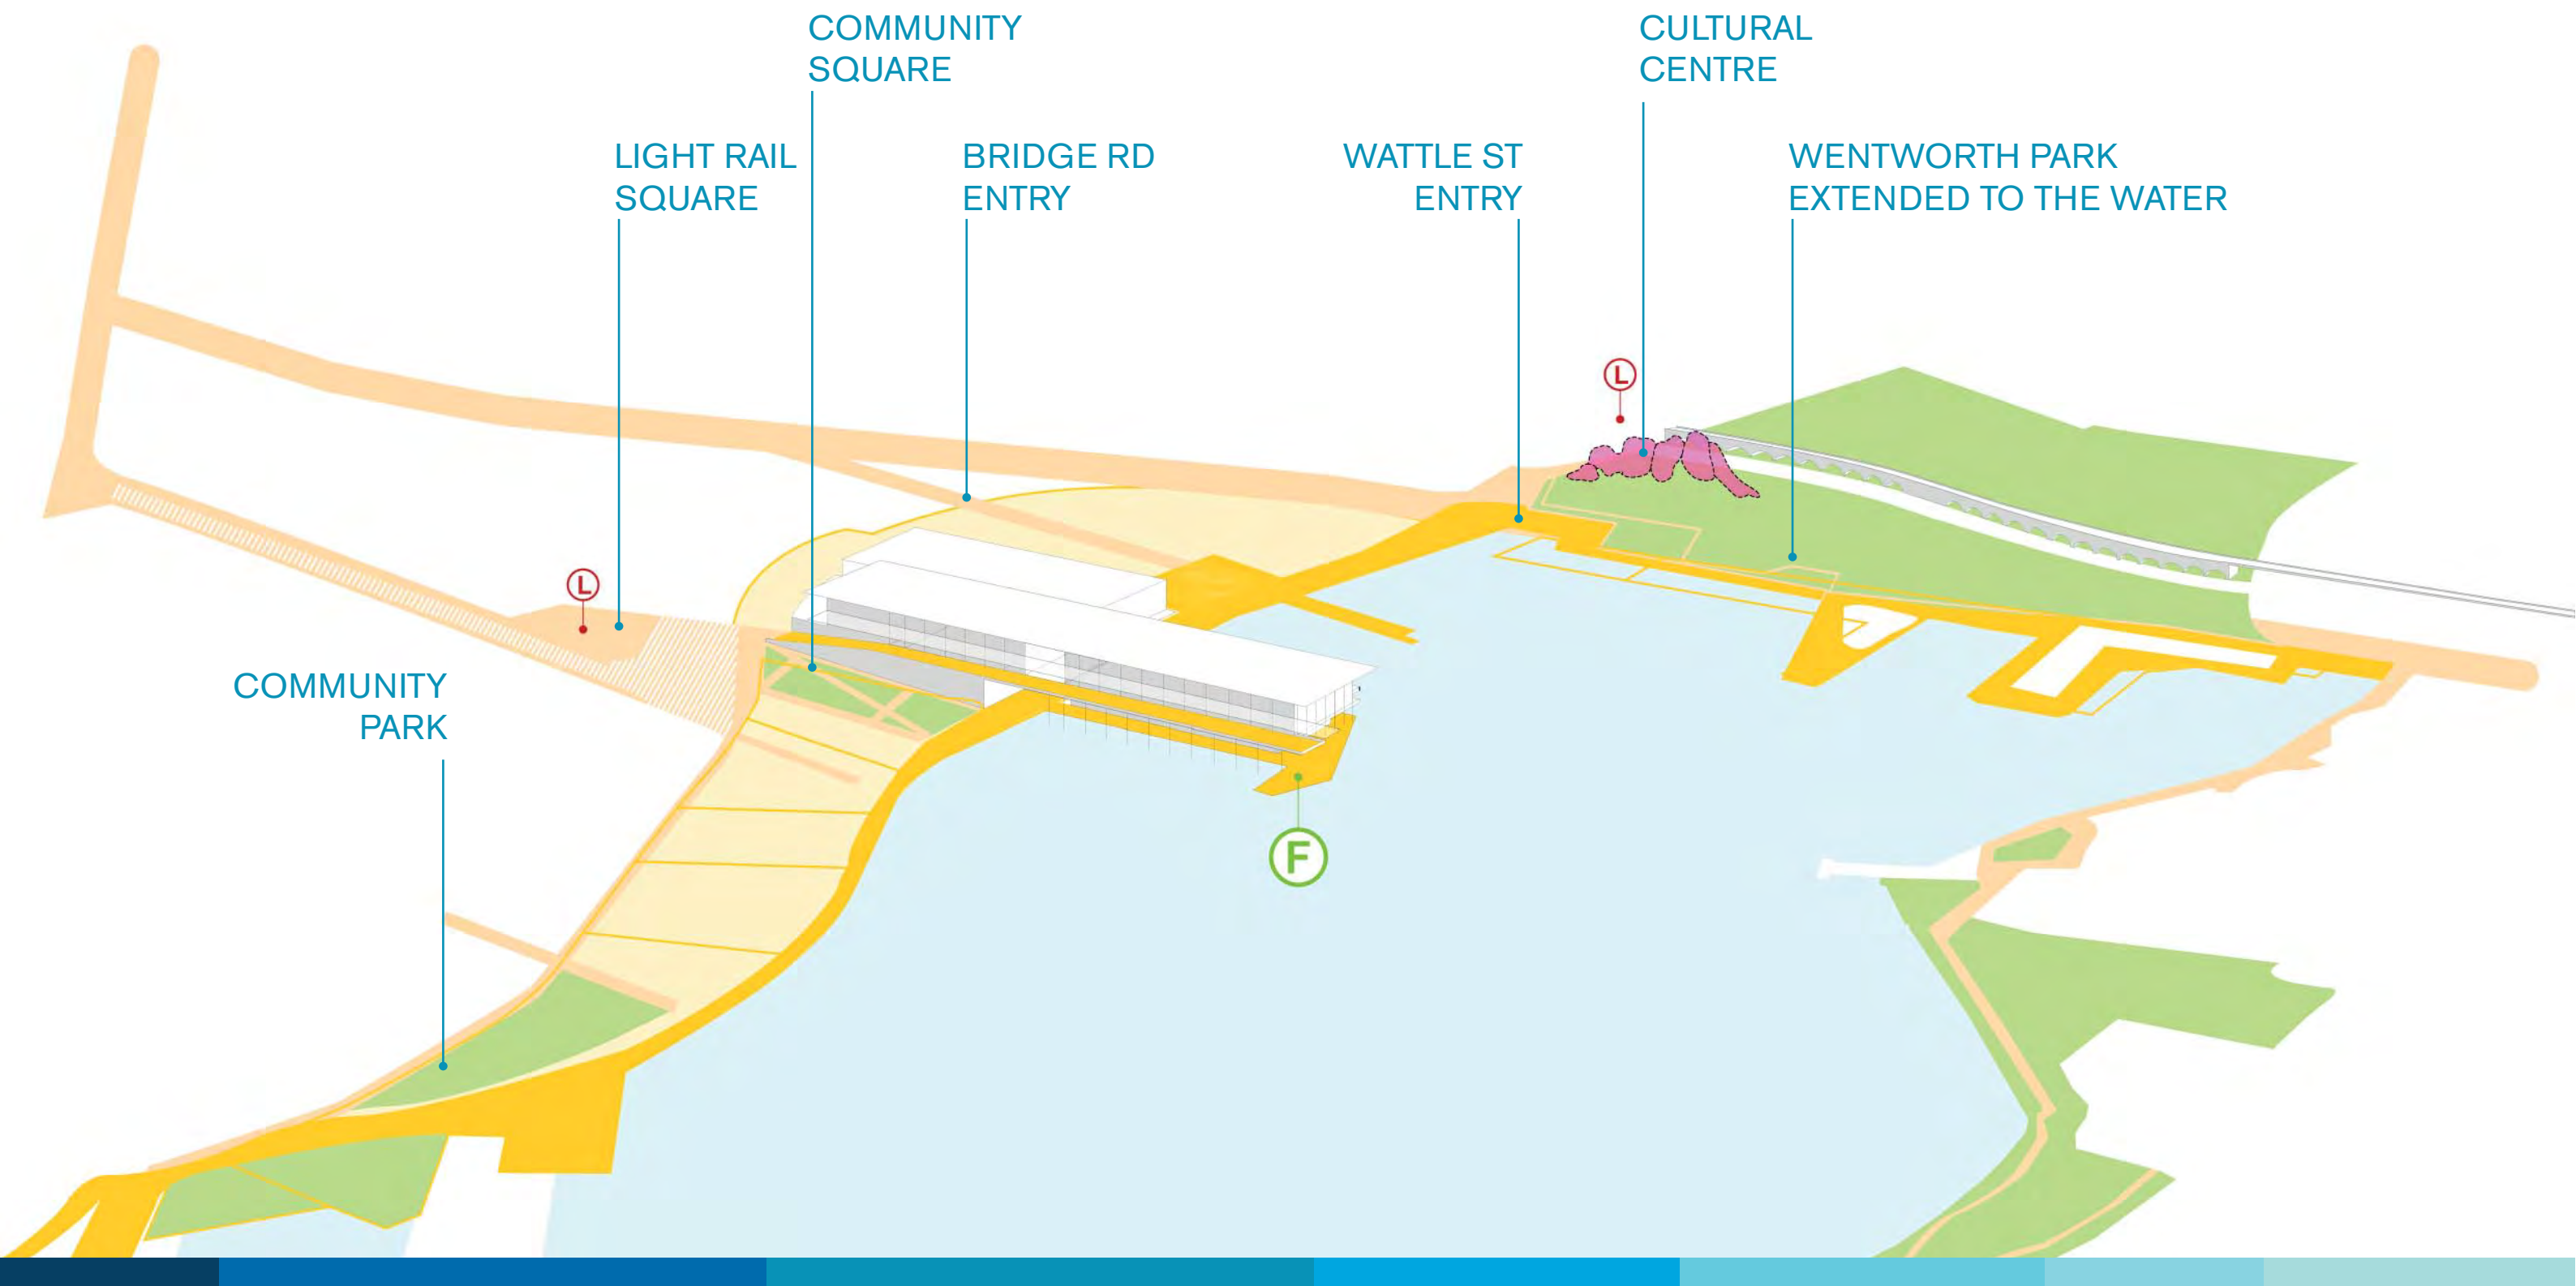 COMMUNITY
SQUARE
CULTURAL
CENTRE
LIGHT RAIL
SQUARE
BRIDGE RD
ENTRY
WATTLE ST
ENTRY
WENTWORTH PARK
EXTENDED TO THE WATER
L
L
COMMUNITY
PARK
F